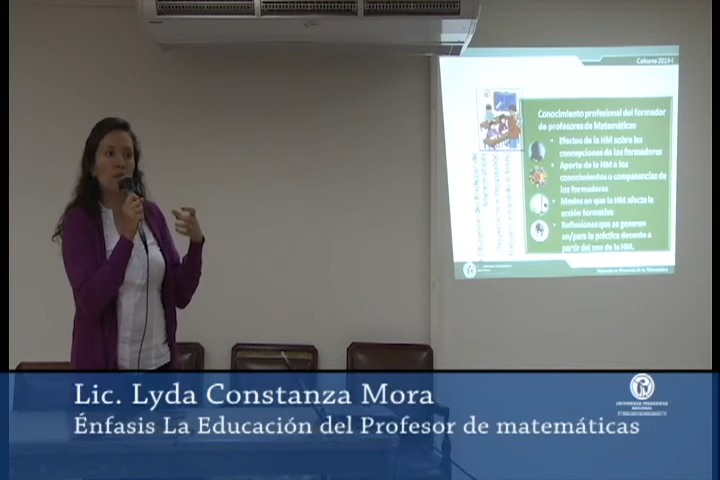 Cohorte 2014-I
Conocimiento profesional del formador
de profesores de Matemáticas
Efectos de la HM sobre las
concepciones de los formadores
Aporte de la HM a los
conocimientos o competencias de
los formadores
Modos en que la HM afecta la
acción formativa
Reflexiones que se generan
en/para la práctica docente a
partir del uso de la HM.
Lic. Lyda Constanza Mora
Énfasis La Educación del Profesor de matemáticas
UNIVERSIDAD PEDAGOGICA
NACIONAL